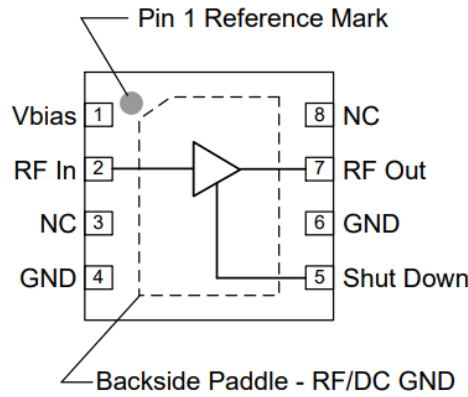 Pin 1 Reference Mark
Vbias 1
8 NC
RF In 2
7 RF Out
NC 3
6 GND
GND 4
5 Shut Down
Backside Paddle - RF/DC GND